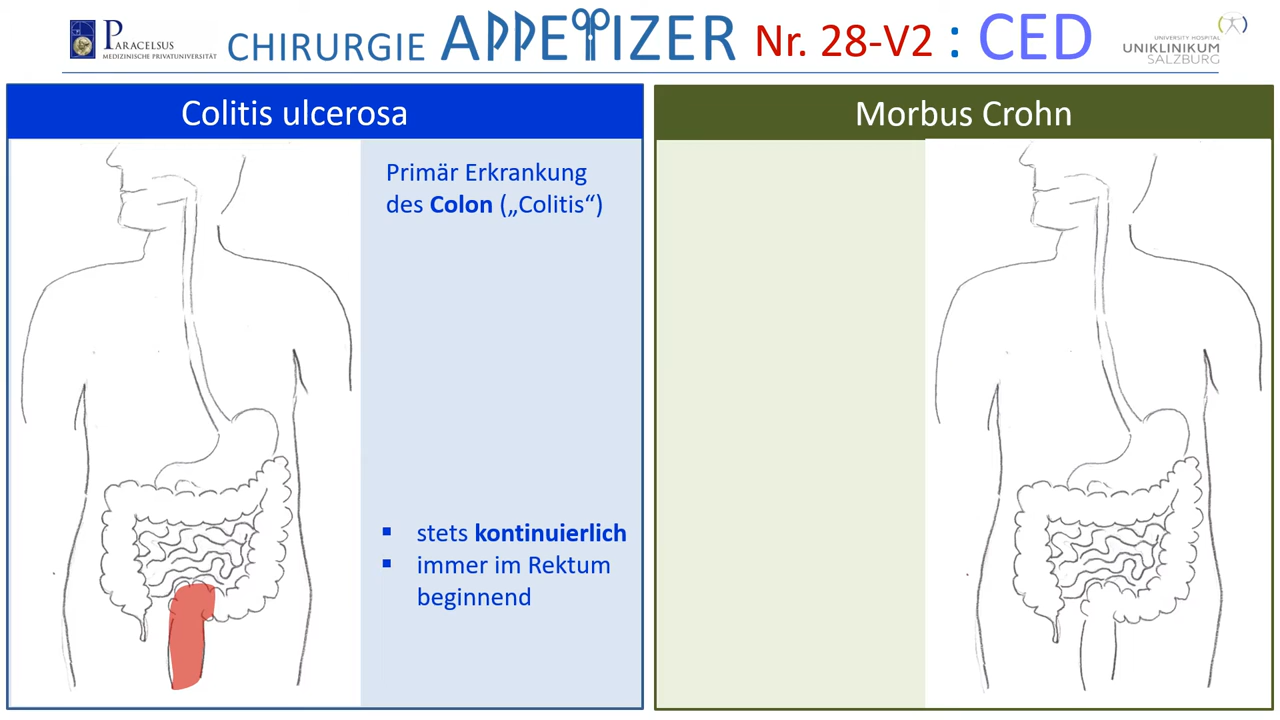 PARACELSUS
MEDIZINISCHE PRIVATUNIVERSITÄT
CHIRURGIE APPETIZER Nr. 28-V2 : CED
UNIVERSITY HOSPITAL
UNIKLINIKUM
SALZBURG
Colitis ulcerosa
Primär Erkrankung
des Colon („Colitis“)
▪ stets kontinuierlich
▪ immer im Rektum
beginnend
Morbus Crohn